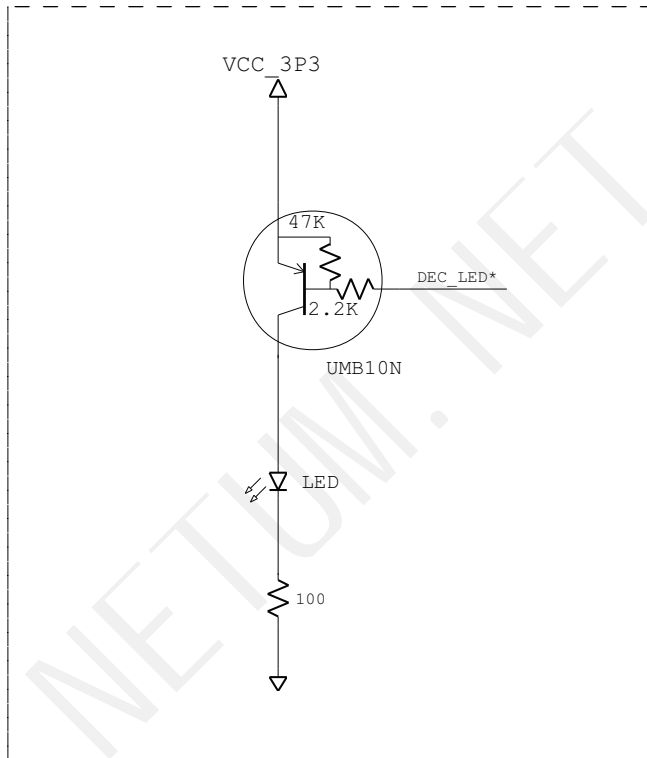 VCC_3P3
47K
DEC_LED*
2.2K
UMB10N
LED
100
NETUM.NET